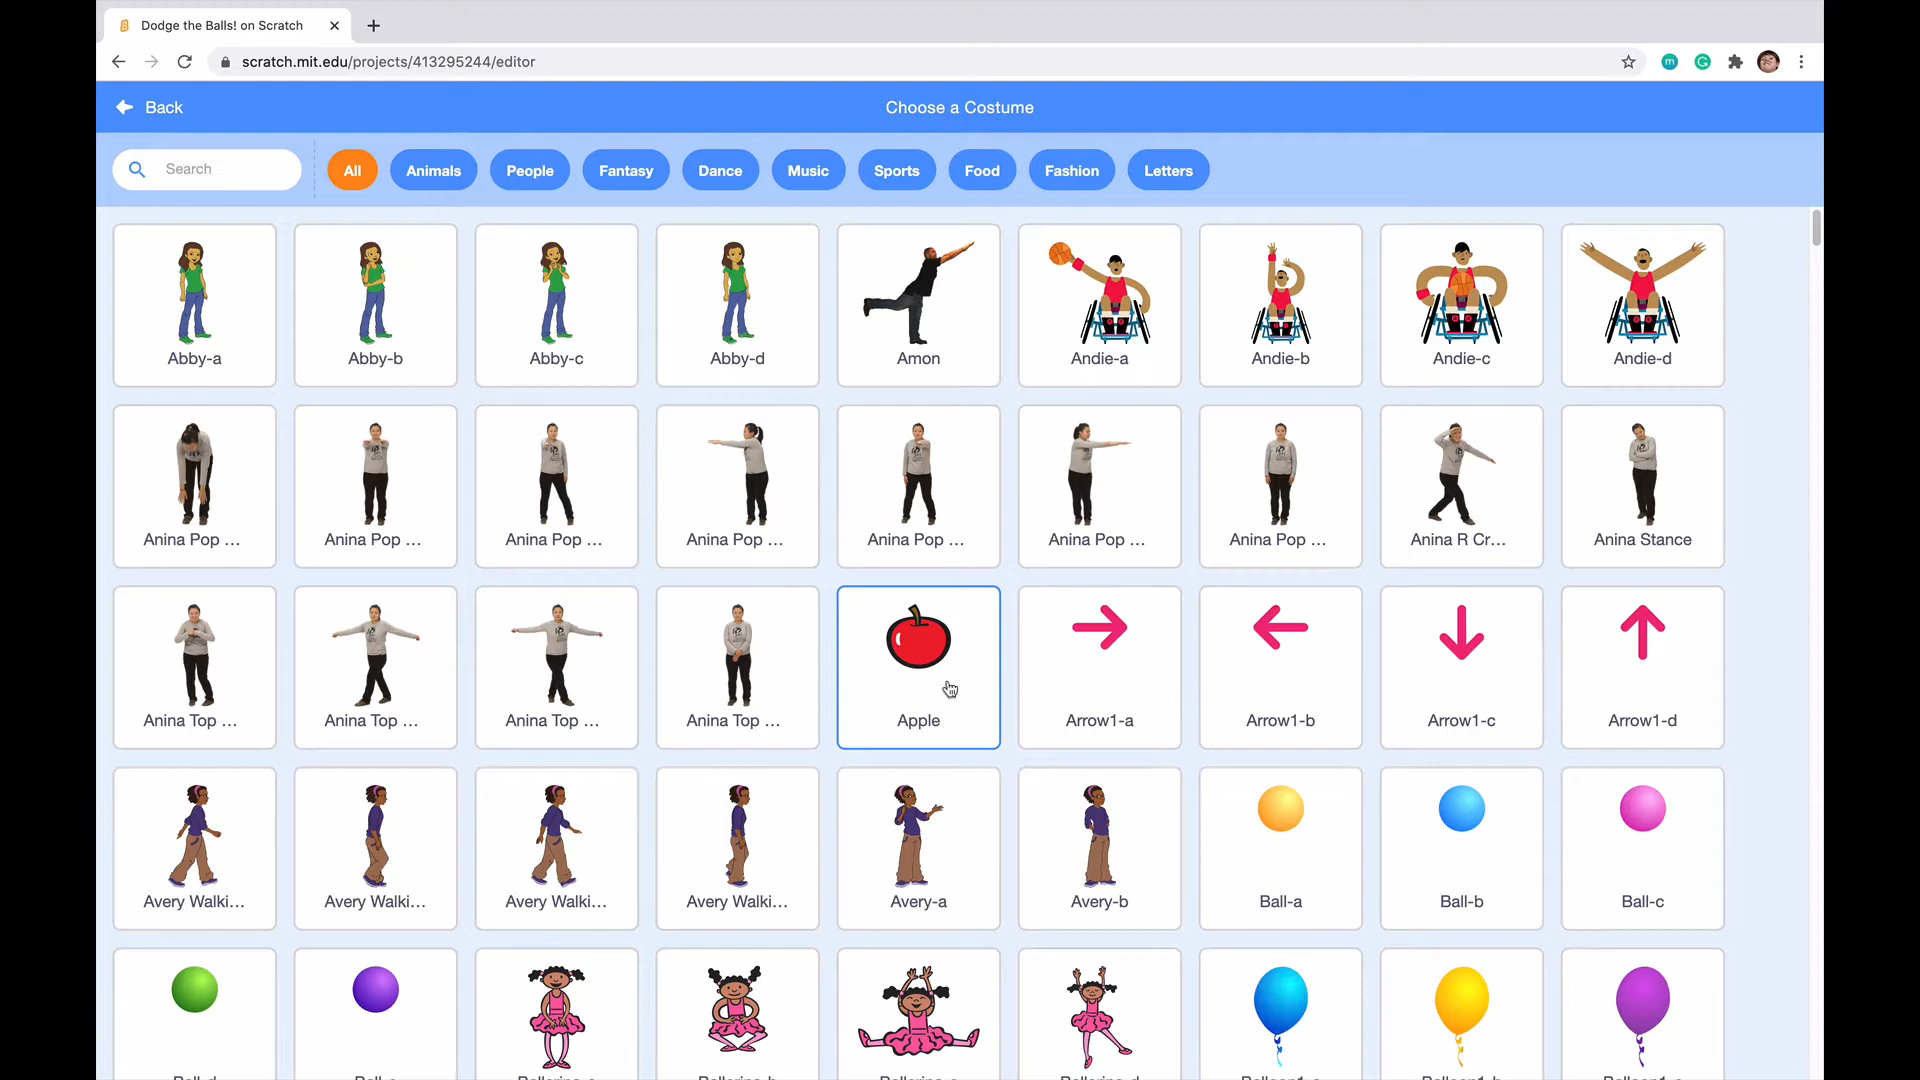 Dodge the Balls! on Scratch
scratch.mit.edu/projects/413295244/editor
Back
Choose a Costume
Search
All
Animals
People
Fantasy
Dance
Music
Sports
Food
Fashion
Letters
Abby-a
Abby-b
Abby-c
Abby-d
Amon
Andie-a
Andie-b
Andie-c
Andie-d
Anina Pop ...
Anina Pop ...
Anina Pop ...
Anina Pop ...
Anina Pop ...
Anina Pop ...
Anina Pop ...
Anina R Cr...
Anina Stance
Anina Top ...
Anina Top ...
Anina Top ...
Anina Top ...
Apple
Arrow1-a
Arrow1-b
Arrow1-c
Arrow1-d
Avery Walki...
Avery Walki...
Avery Walki...
Avery Walki...
Avery-a
Avery-b
Ball-a
Ball-b
Ball-c